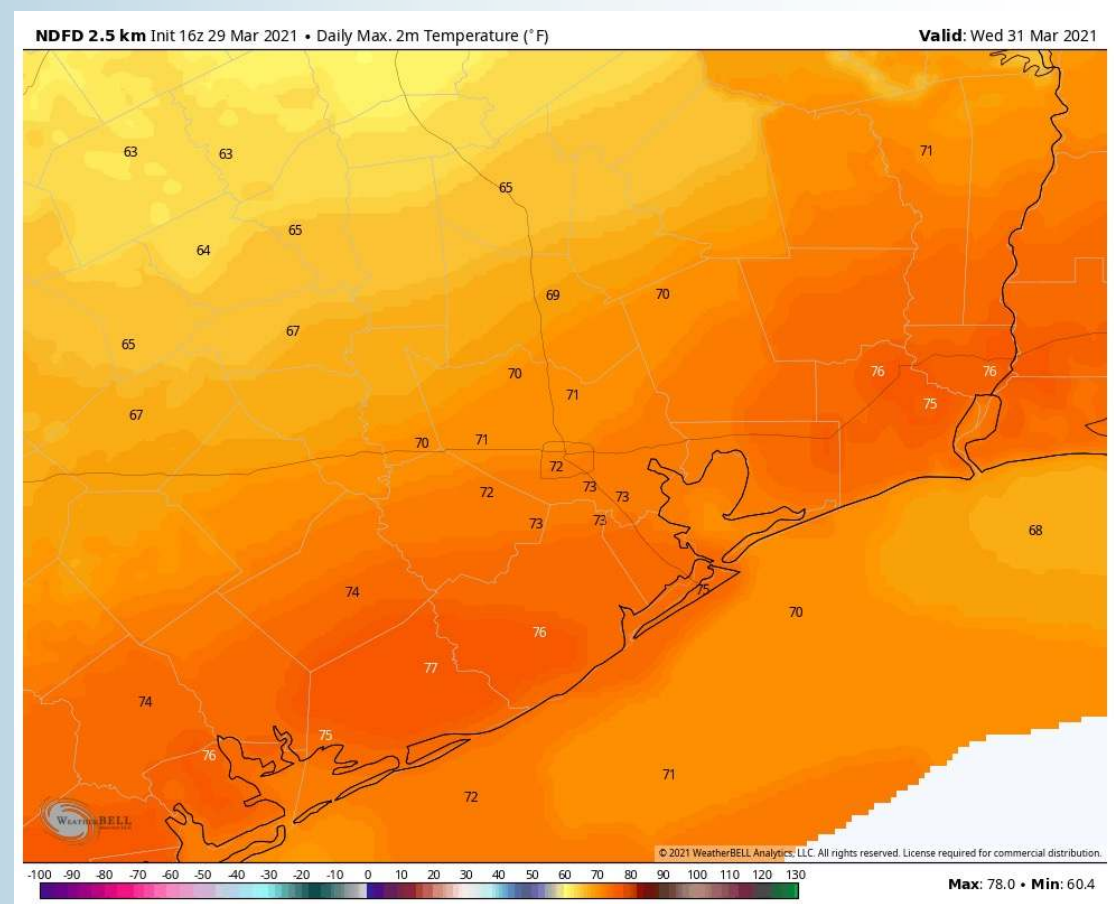 NDFD 2.5 km Init 16z 29 Mar 2021 • Daily Max. 2m Temperature (°F) Valid: Wed 31 Mar 2021
63 63 71
65
65
64
69 70
67
65
70 76 76
71 75
67
70 71
72
72 73 73
73 73
68
74 75
70
76
77
74
75
76
71
72
WEATHERBELL
© 2021 WeatherBELL Analytics, LLC. All rights reserved. License required for commercial distribution.
-100 -90 -80 -70 -60 -50 -40 -30 -20 -10 0 10 20 30 40 50 60 70 80 90 100 110 120 130
Max: 78.0 • Min: 60.4